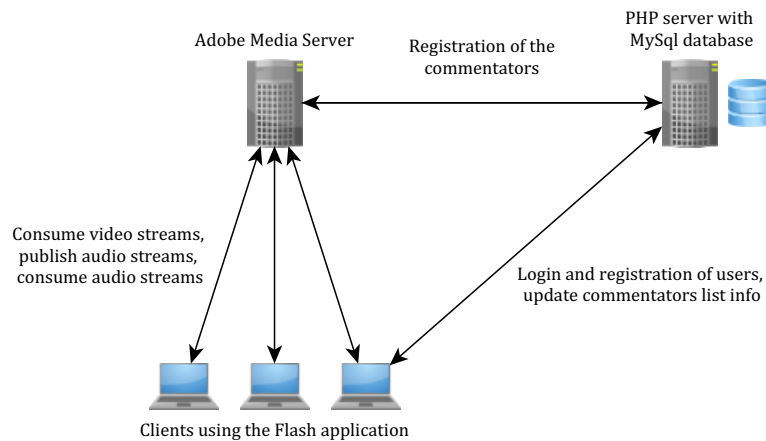 Adobe Media Server
Registration of the
commentators
PHP server with
MySql database
Consume video streams,
publish audio streams,
consume audio streams
Login and registration of users,
update commentators list info
Clients using the Flash application